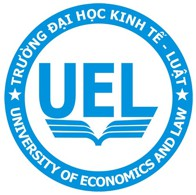 TRƯỜNG ĐẠI HỌC KINH TẾ - LUẬT
UEL
UNIVERSITY OF ECONOMICS AND LAW